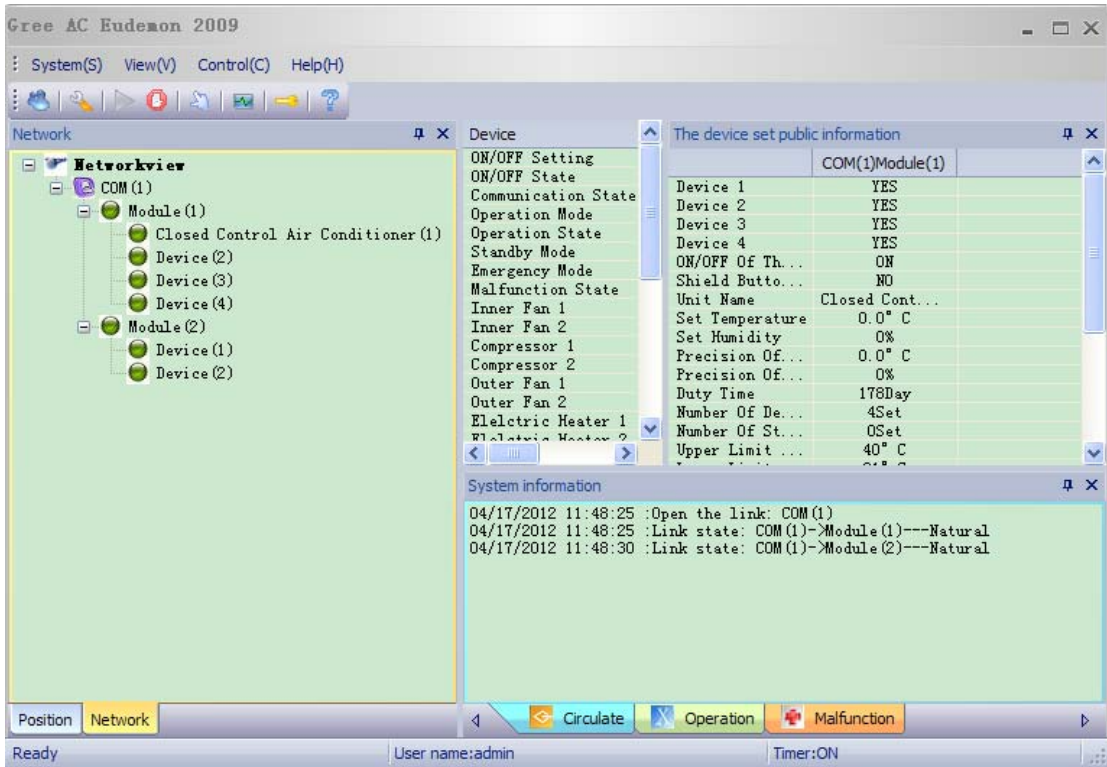 Gree AC Eudemon 2009
System(S) View(V) Control(C) Help(H)
Network
Networkview
COM(1)
Module(1)
Closed Control Air Conditioner(1)
Device(2)
Device(3)
Device(4)
Module(2)
Device(1)
Device(2)
Position Network
Device
ON/OFF Setting
ON/OFF State
Communication State
Operation Mode
Operation State
Standby Mode
Emergency Mode
Malfunction State
Inner Fan 1
Inner Fan 2
Compressor 1
Compressor 2
Outer Fan 1
Outer Fan 2
Elelctric Heater 1
The device set public information
COM(1)Module(1)
Device 1 YES
Device 2 YES
Device 3 YES
Device 4 YES
ON/OFF Of Th... ON
Shield Butto... NO
Unit Name Closed Cont...
Set Temperature 0.0° C
Set Humidity 0%
Precision Of... 0.0° C
Precision Of... 0%
Duty Time 178Day
Number Of De... 4Set
Number Of St... 0Set
Upper Limit ... 40° C
System information
04/17/2012 11:48:25 :Open the link: COM(1)
04/17/2012 11:48:25 :Link state: COM(1)->Module(1)---Natural
04/17/2012 11:48:30 :Link state: COM(1)->Module(2)---Natural
Circulate Operation Malfunction
Ready User name:admin Timer:ON